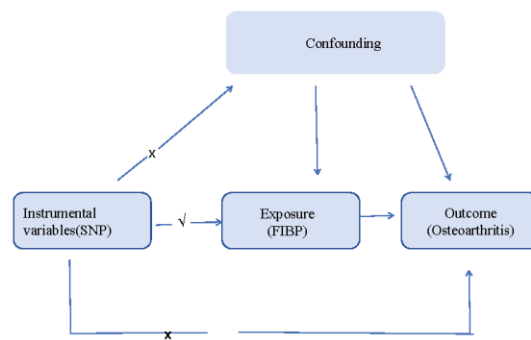 Confounding
x
Instrumental
variables(SNP)
√
Exposure
(FIBP)
Outcome
(Osteoarthritis)
x